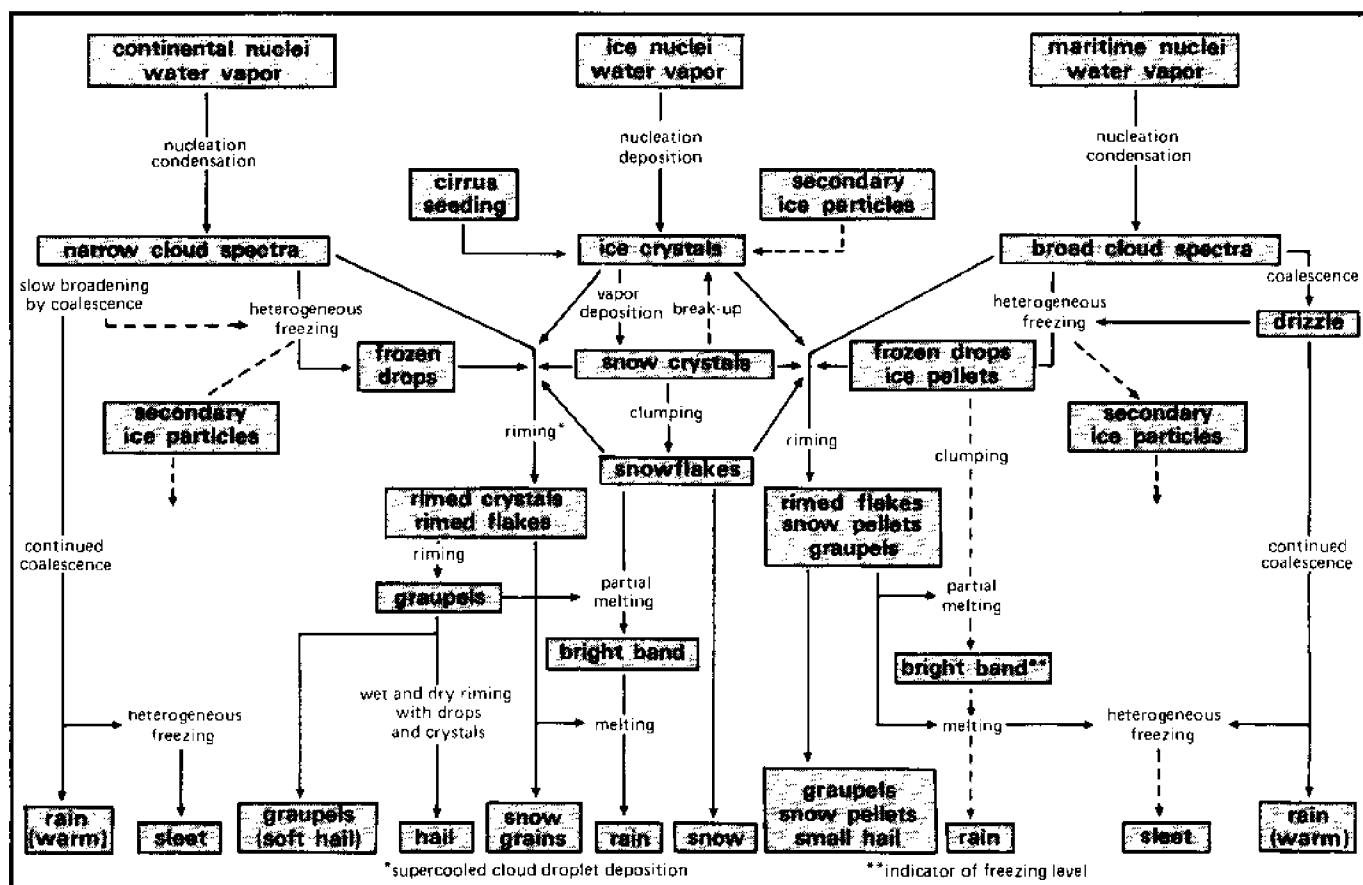 continental nuclei
water vapor
ice nuclei
water vapor
maritime nuclei
water vapor
nucleation
condensation
nucleation
deposition
nucleation
condensation
cirrus
seeding
secondary
ice particles
narrow cloud spectra
ice crystals
broad cloud spectra
slow broadening
by coalescence
heterogeneous
freezing
vapor
deposition
break-up
heterogeneous
freezing
coalescence
drizzle
frozen
drops
snow crystals
frozen drops
ice pellets
secondary
ice particles
riming*
clumping
riming
clumping
secondary
ice particles
snowflakes
rimed crystals
rimed flakes
rimed flakes
snow pellets
graupels
continued
coalescence
riming
continued
coalescence
graupels
partial
melting
partial
melting
bright band
bright band**
wet and dry riming
with drops
and crystals
heterogeneous
freezing
melting
melting
heterogeneous
freezing
rain
(warm)
sleet
graupels
(soft hail)
hail
snow
grains
rain
snow
graupels
snow pellets
small hail
rain
sleet
rain
(warm)
*supercooled cloud droplet deposition
**indicator of freezing level